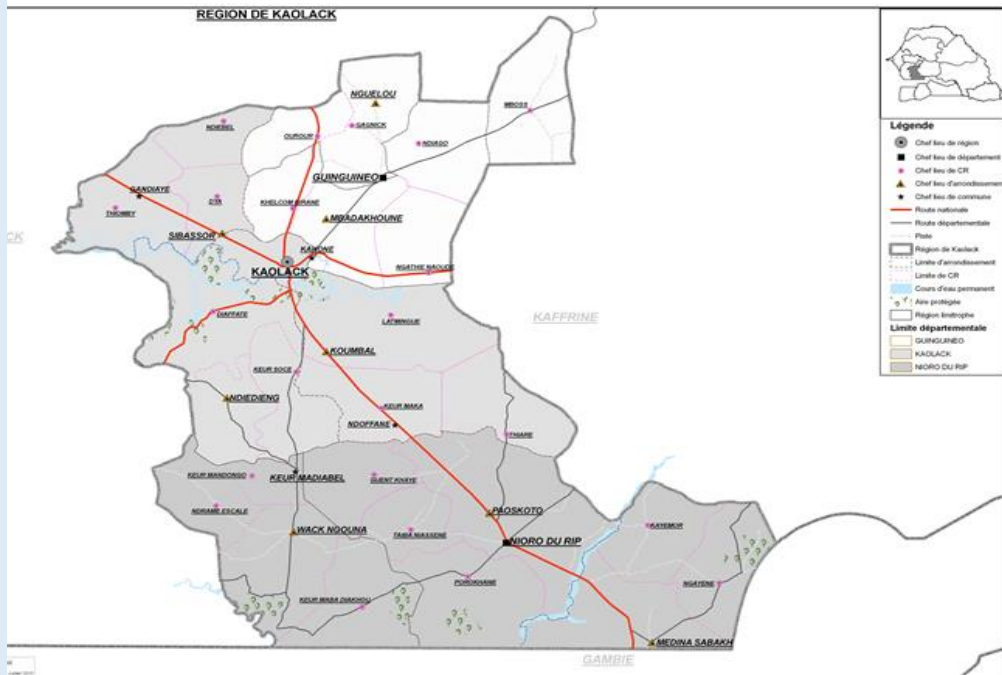 REGION DE KAOLACK
NGUELOU
MBOSS
NDIEBEL
GAGNICK
OUROUR
NDIAGO
GUINGUINEO
GANDIAYE
DYA
KHELCOM BIRANE
THIOMBY
MBADAKHOUNE
SIBASSOR
KAHONE
KAOLACK
NGATHIE NAOUDE
DIAFFATE
LATMINGUE
KAFFRINE
KOUMBAL
KEUR SOCE
NDIEDIENG
KEUR MAKA
NDOFFANE
THIARE
KEUR MANDONGO
KEUR MADIABEL
GUENT KHAYE
NDRAME ESCALE
PAOSKOTO
WACK NGOUNA
TAIBA NIASSENE
KAYEMOR
NIORO DU RIP
POROKHANE
NGAYENE
KEUR MABA DIAKHOU
MEDINA SABAKH
GAMBIE
Légende
Chef lieu de région
Chef lieu de département
Chef lieu de CR
Chef lieu d'arrondissement
Chef lieu de commune
Route nationale
Route départementale
Piste
Région de Kaolack
Limite d'arrondissement
Limite de CR
Cours d'eau permanent
Aire protégée
Région limitrophe
Limite départementale
GUINGUINEO
KAOLACK
NIORO DU RIP